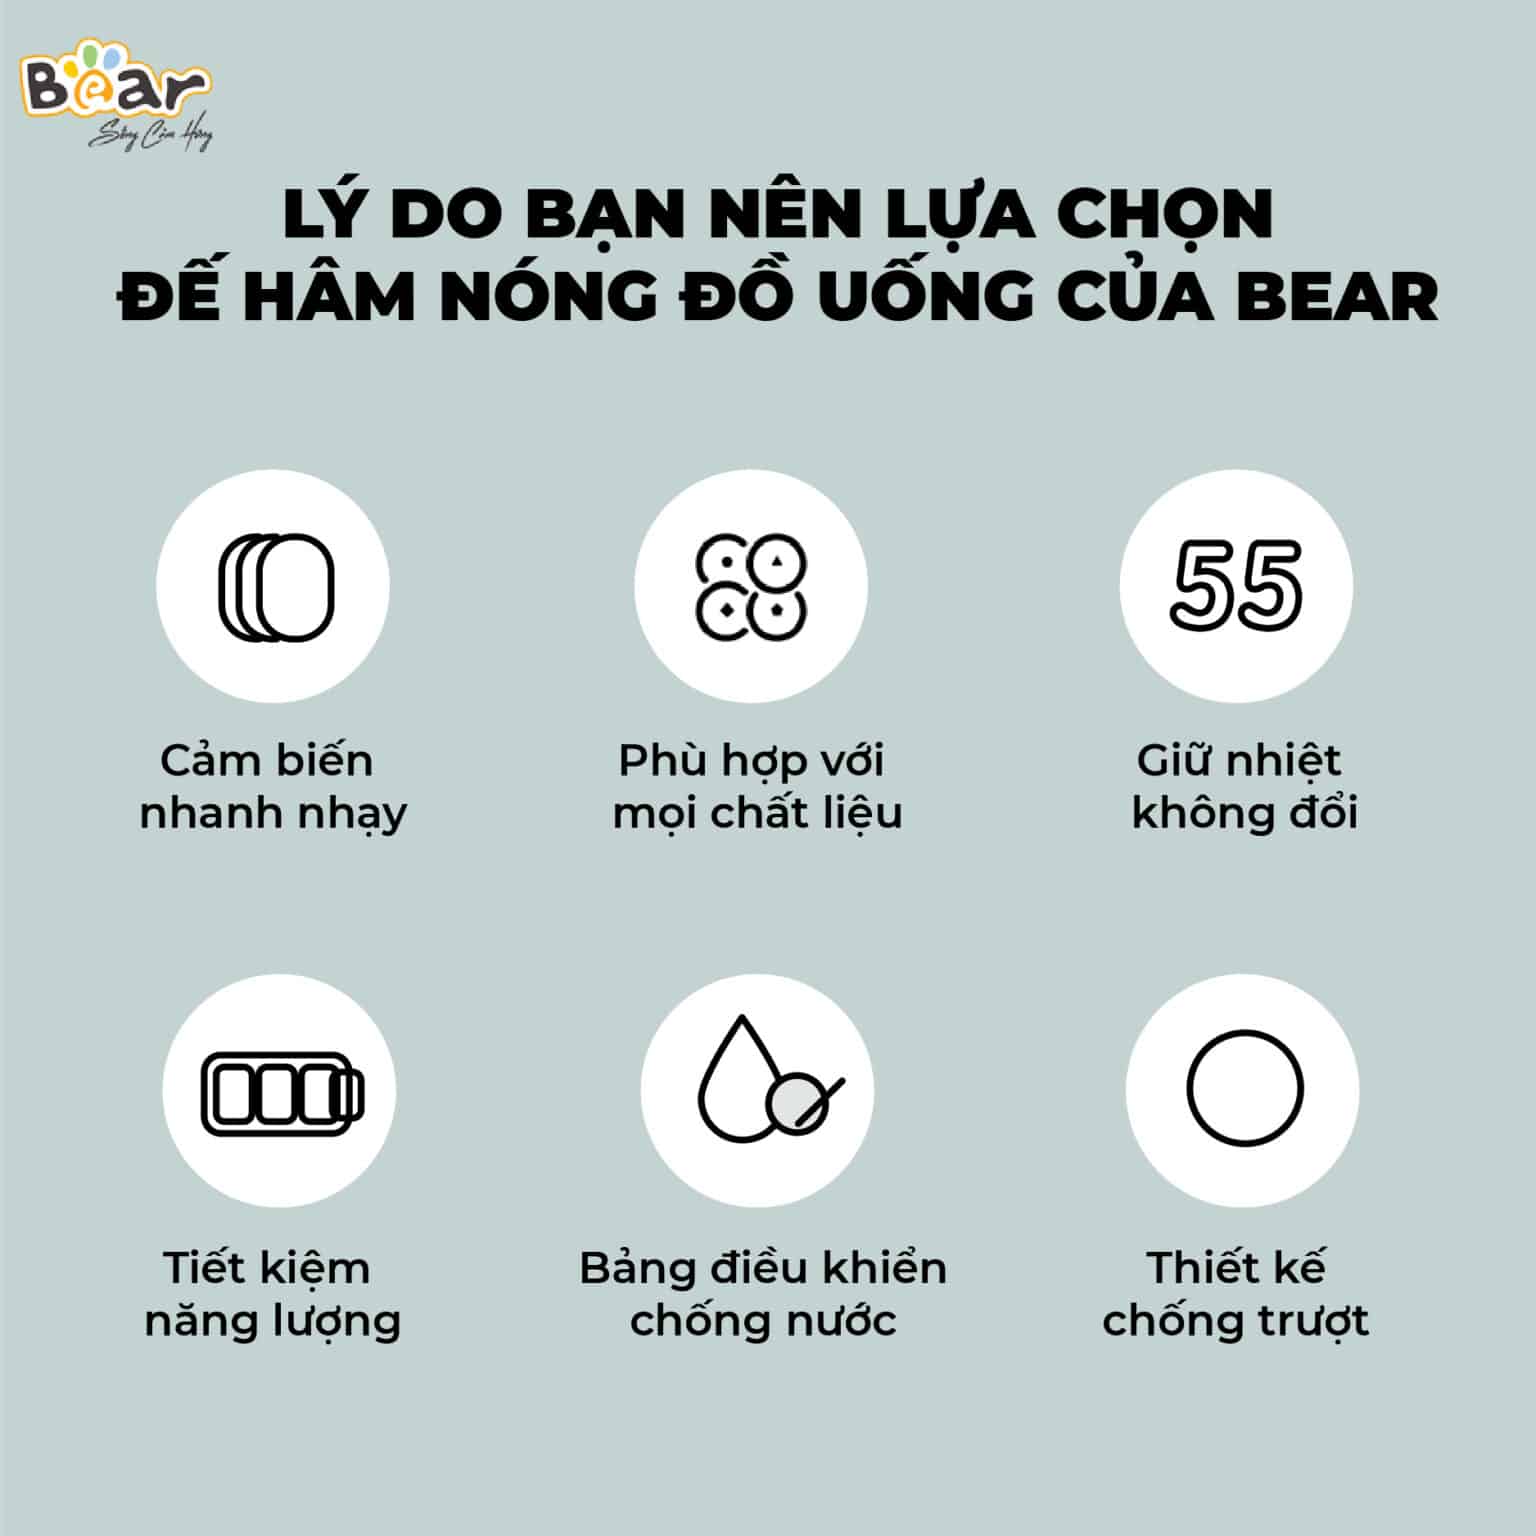 Bear
Sống Cảm Hứng
LÝ DO BẠN NÊN LỰA CHỌN
ĐẾ HÂM NÓNG ĐỒ UỐNG CỦA BEAR
55
Cảm biến
nhanh nhạy
Phù hợp với
mọi chất liệu
Giữ nhiệt
không đổi
Tiết kiệm
năng lượng
Bảng điều khiển
chống nước
Thiết kế
chống trượt